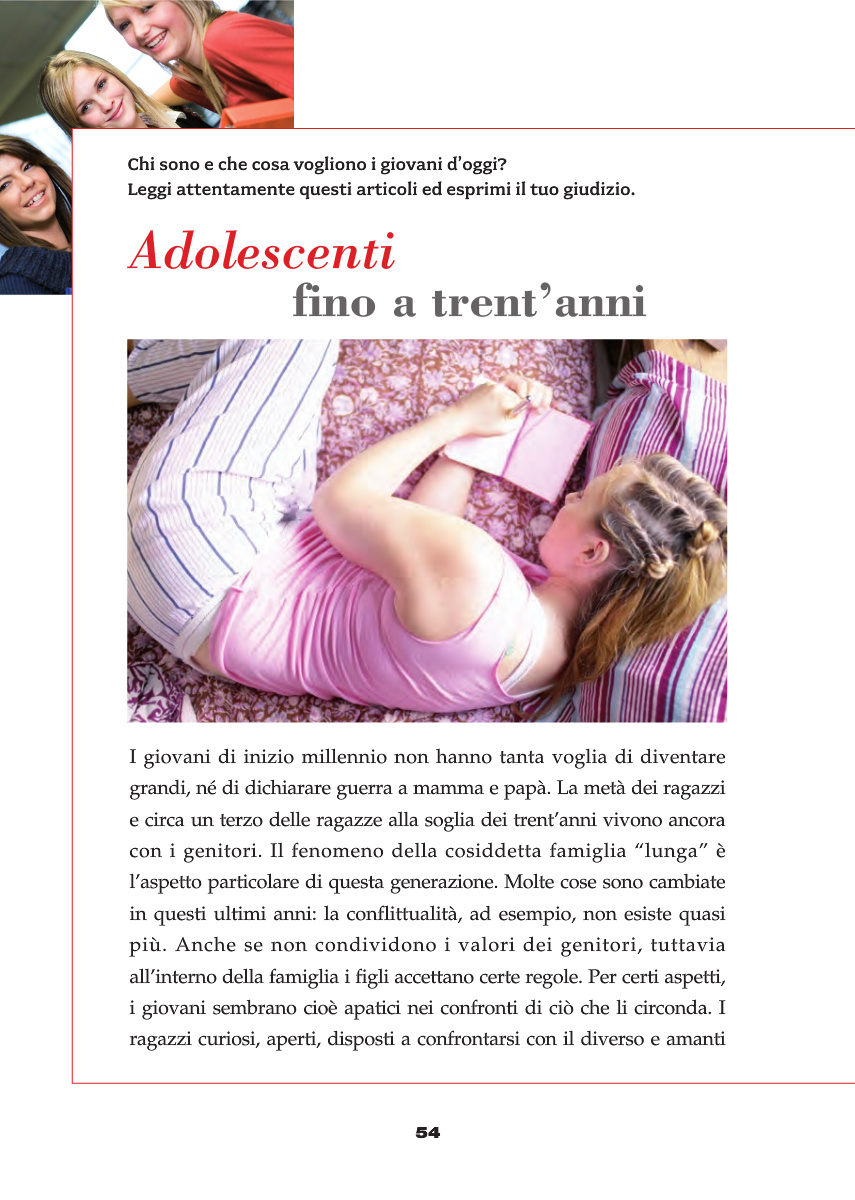 Chi sono e che cosa vogliono i giovani d’oggi?
Leggi attentamente questi articoli ed esprimi il tuo giudizio.
Adolescenti
fino a trent’anni
I giovani di inizio millennio non hanno tanta voglia di diventare
grandi, né di dichiarare guerra a mamma e papà. La metà dei ragazzi
e circa un terzo delle ragazze alla soglia dei trent’anni vivono ancora
con i genitori. Il fenomeno della cosiddetta famiglia “lunga” è
l’aspetto particolare di questa generazione. Molte cose sono cambiate
in questi ultimi anni: la conflittualità, ad esempio, non esiste quasi
più. Anche se non condividono i valori dei genitori, tuttavia
all’interno della famiglia i figli accettano certe regole. Per certi aspetti,
i giovani sembrano cioè apatici nei confronti di ciò che li circonda. I
ragazzi curiosi, aperti, disposti a confrontarsi con il diverso e amanti
54